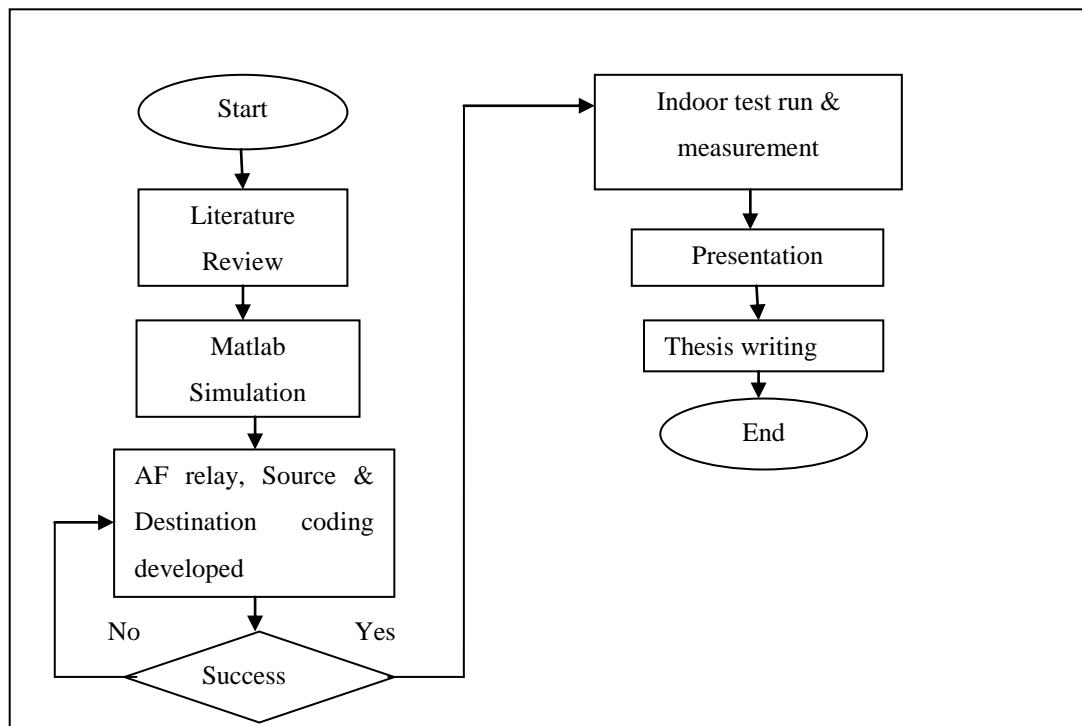 Start
Literature
Review
Matlab
Simulation
AF relay, Source &
Destination coding
developed
No
Yes
Success
Indoor test run &
measurement
Presentation
Thesis writing
End